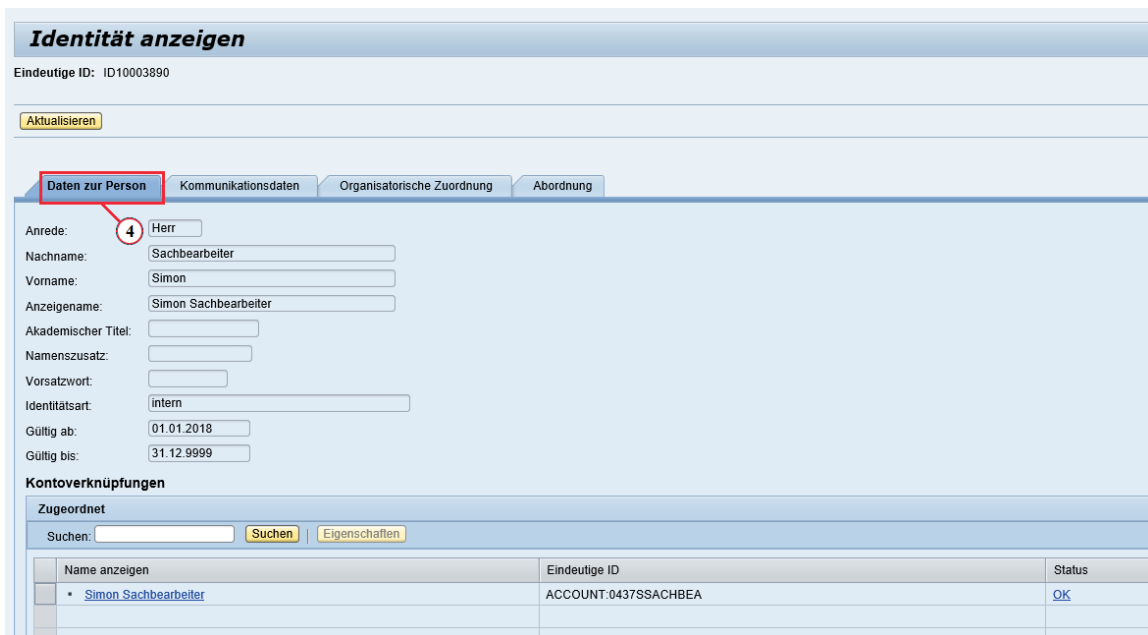 Identität anzeigen
Eindeutige ID: ID10003890
Aktualisieren
Daten zur Person Kommunikationsdaten Organisatorische Zuordnung Abordnung
4
Anrede: Herr
Nachname: Sachbearbeiter
Vorname: Simon
Anzeigename: Simon Sachbearbeiter
Akademischer Titel:
Namenszusatz:
Vorsatzwort:
Identitätsart: intern
Gültig ab: 01.01.2018
Gültig bis: 31.12.9999
Kontoverknüpfungen
Zugeordnet
Suchen: Suchen | Eigenschaften
Name anzeigen Eindeutige ID Status
Simon Sachbearbeiter ACCOUNT:0437SSACHBEA OK